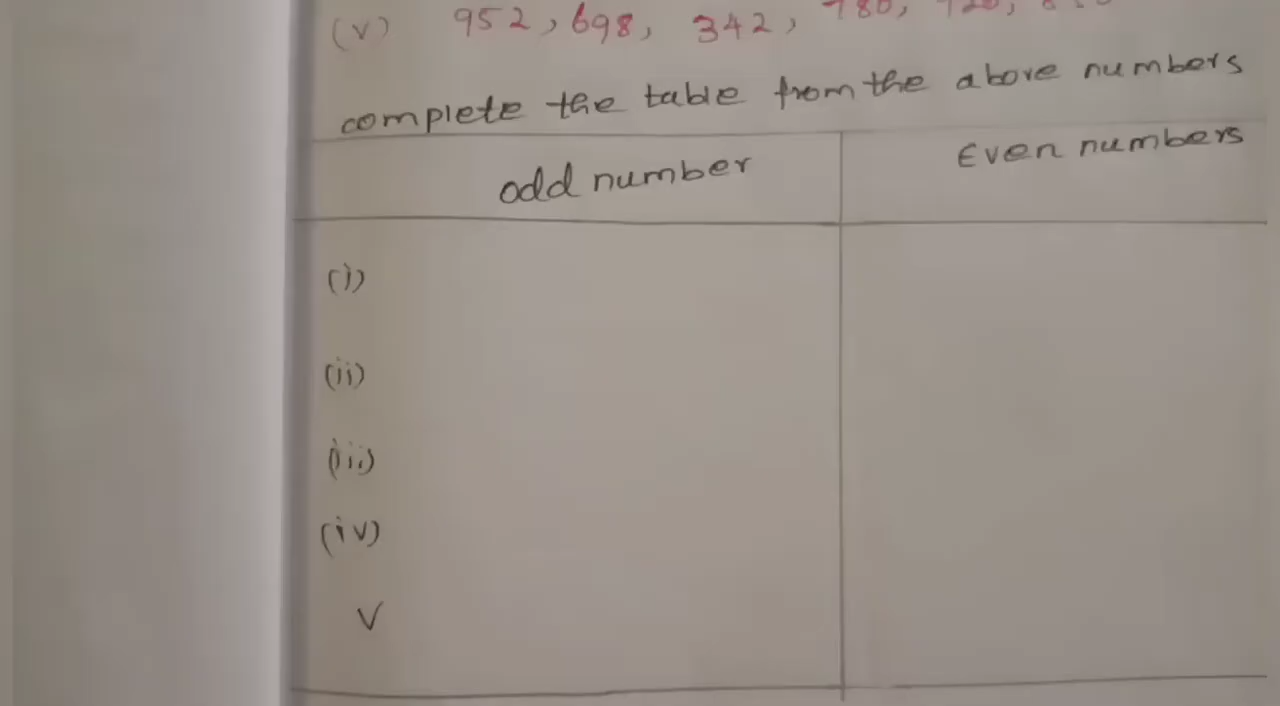 (v) 952, 698, 342,
complete the table from the above numbers
odd number Even numbers
(i)
(ii)
(iii)
(iv)
V